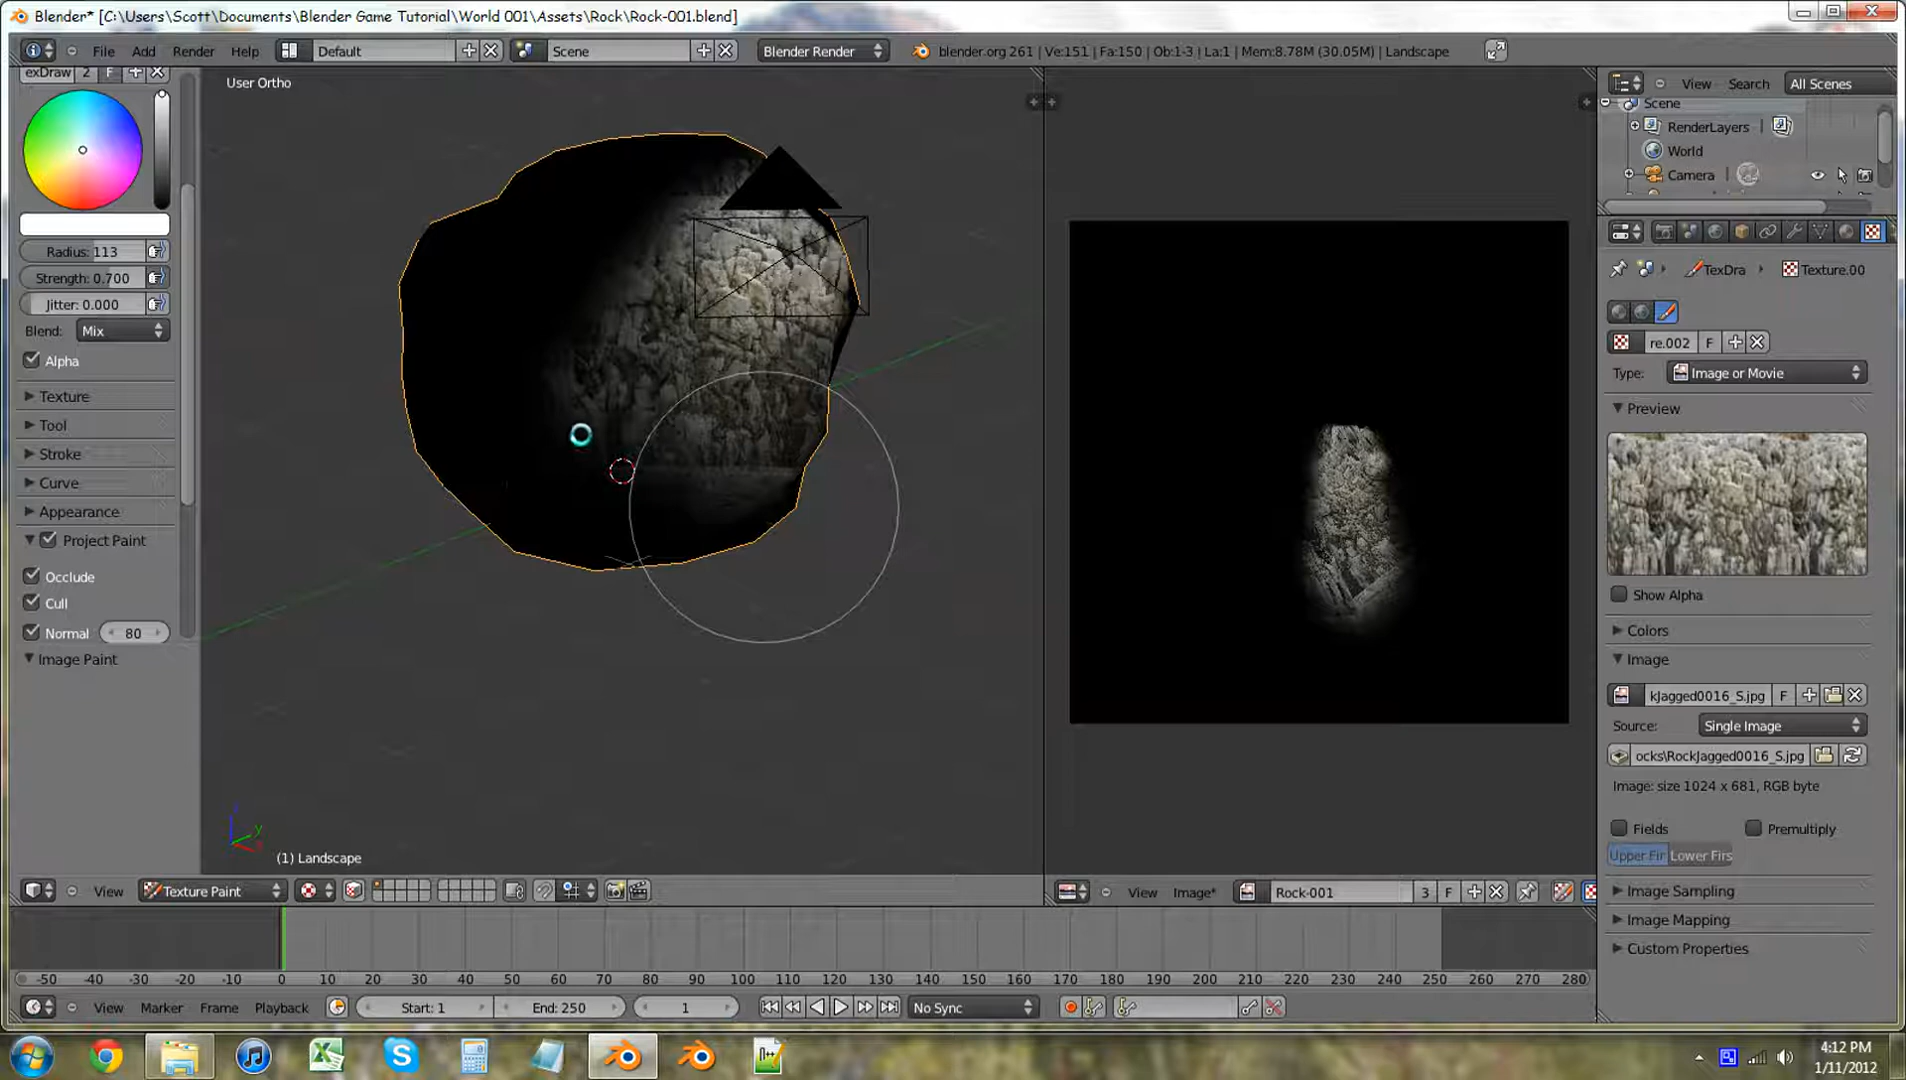 Blender* [C:\Users\Scott\Documents\Blender Game Tutorial\World 001\Assets\Rock\Rock-001.blend]
File Add Render Help Default Scene Blender Render blender.org 261 | Ve:151 | Fa:150 | Ob:1-3 | La:1 | Mem:8.78M (30.05M) | Landscape
exDraw 2 F
User Ortho
View Search All Scenes
Scene
RenderLayers
World
Camera
Radius: 113
Strength: 0.700
Jitter: 0.000
Blend: Mix
Alpha
Texture
Tool
Stroke
Curve
Appearance
Project Paint
Occlude
Cull
Normal 80
Image Paint
TexDra Texture.00
re.002 F
Type: Image or Movie
Preview
Show Alpha
Colors
Image
kJagged0016_S.jpg F
Source: Single Image
ocks\RockJagged0016_S.jpg
Image: size 1024 x 681, RGB byte
Fields Premultiply
Upper Fir Lower Firs
Image Sampling
Image Mapping
Custom Properties
y
(1) Landscape
View Texture Paint
View Image* Rock-001 3 F
-50 -40 -30 -20 -10 0 10 20 30 40 50 60 70 80 90 100 110 120 130 140 150 160 170 180 190 200 210 220 230 240 250 260 270 280
View Marker Frame Playback Start: 1 End: 250 1 No Sync
4:12 PM
1/11/2012